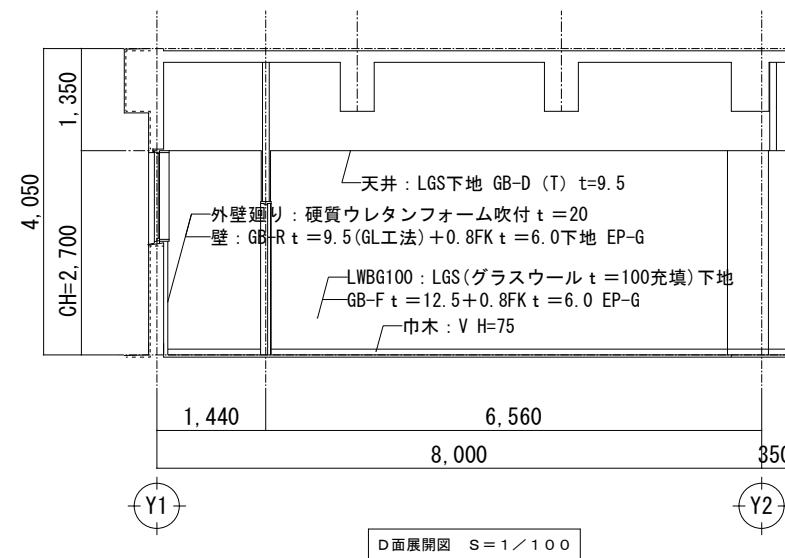 1,350
4,050
CH=2,700
天井：LGS下地 GB-D (T) t=9.5
外壁廻り：硬質ウレタンフォーム吹付ｔ＝20
壁：GB-Rｔ＝9.5(GL工法)＋0.8FKｔ＝6.0下地 EP-G
LWBG100：LGS(グラスウールｔ＝100充填)下地
GB-Fｔ＝12.5＋0.8FKｔ＝6.0 EP-G
巾木：V H=75
1,440
6,560
8,000
350
Y1
Y2
Ｄ面展開図　Ｓ＝１／１００